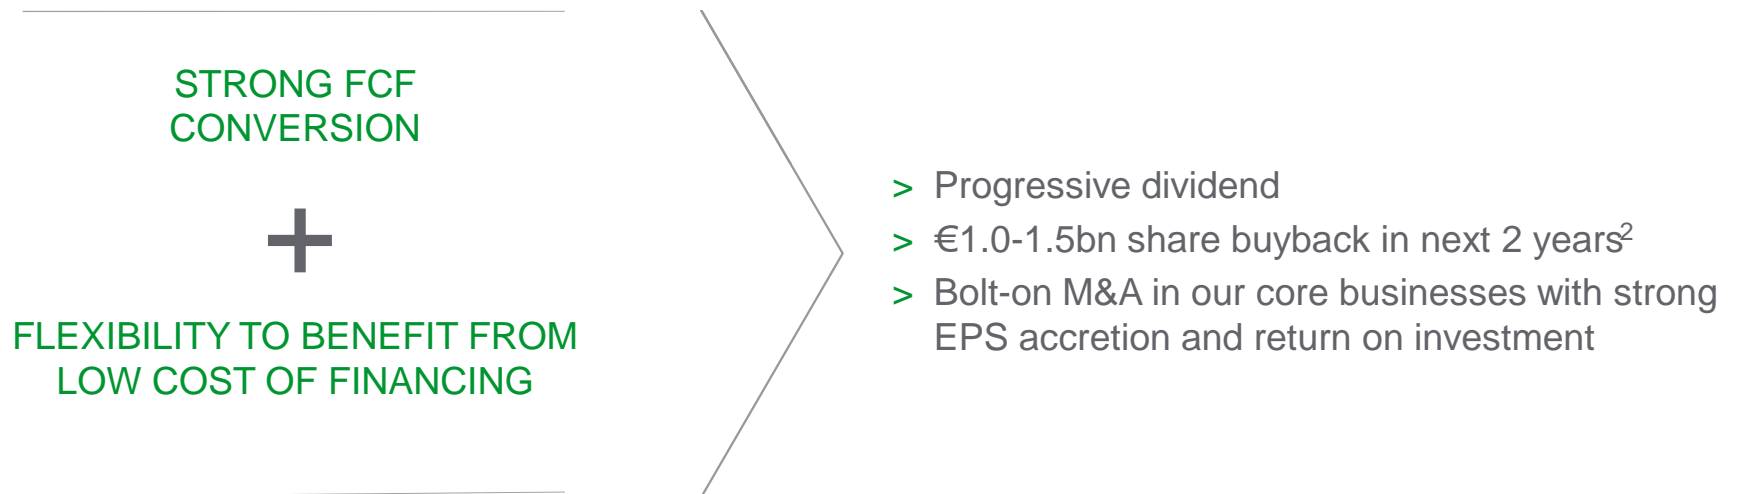 STRONG FCF
CONVERSION
+
FLEXIBILITY TO BENEFIT FROM
LOW COST OF FINANCING
> Progressive dividend
> €1.0-1.5bn share buyback in next 2 years²
> Bolt-on M&A in our core businesses with strong
EPS accretion and return on investment